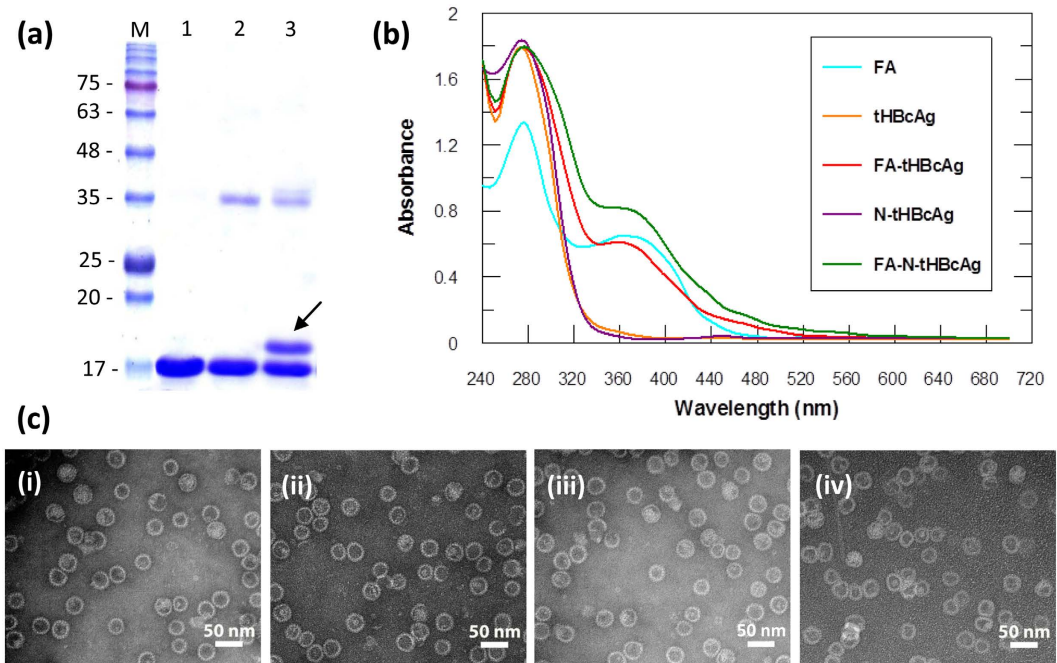 (a)
M 1 2 3
75 -
63 -
48 -
35 -
25 -
20 -
17 -
(b)
2
1.6
1.2
0.8
0.4
0
Absorbance
240 280 320 360 400 440 480 520 560 600 640 680 720
Wavelength (nm)
FA
tHBcAg
FA-tHBcAg
N-tHBcAg
FA-N-tHBcAg
(c)
(i) (ii) (iii) (iv)
50 nm 50 nm 50 nm 50 nm